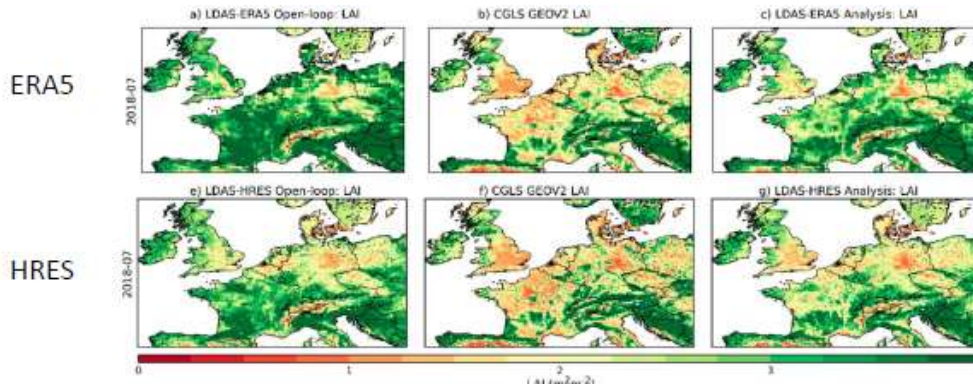 a) LDAS-ERA5 Open-loop: LAI
b) CGLS GEOV2 LAI
c) LDAS-ERA5 Analysis: LAI
ERA5
2018-07
e) LDAS-HRES Open-loop: LAI
f) CGLS GEOV2 LAI
g) LDAS-HRES Analysis: LAI
HRES
2018-07
0 1 2 3